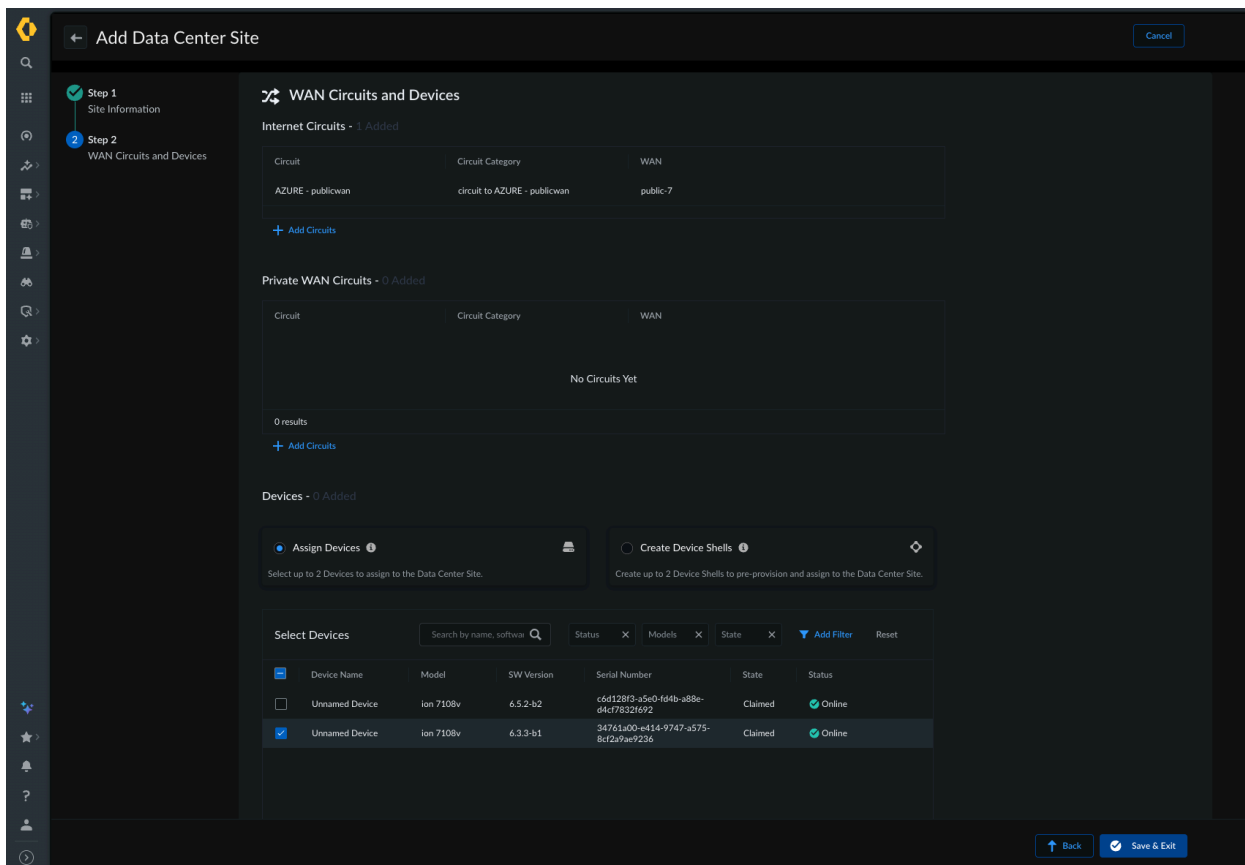 Add Data Center Site
Cancel
Step 1
Site Information
2 Step 2
WAN Circuits and Devices
WAN Circuits and Devices
Internet Circuits - 1 Added
Circuit Circuit Category WAN
AZURE - publicwan circuit to AZURE - publicwan public-7
Add Circuits
Private WAN Circuits - 0 Added
Circuit Circuit Category WAN
No Circuits Yet
0 results
Add Circuits
Devices - 0 Added
Assign Devices
Select up to 2 Devices to assign to the Data Center Site.
Create Device Shells
Create up to 2 Device Shells to pre-provision and assign to the Data Center Site.
Select Devices
Search by name, softwar
Status Models State Add Filter Reset
Device Name Model SW Version Serial Number State Status
Unnamed Device ion 7108v 6.5.2-b2 c6d128f3-a5e0-fd4b-a88e-
d4cf7832f692 Claimed Online
Unnamed Device ion 7108v 6.3.3-b1 34761a00-e414-9747-a575-
8cf2a9ae9236 Claimed Online
Back Save & Exit